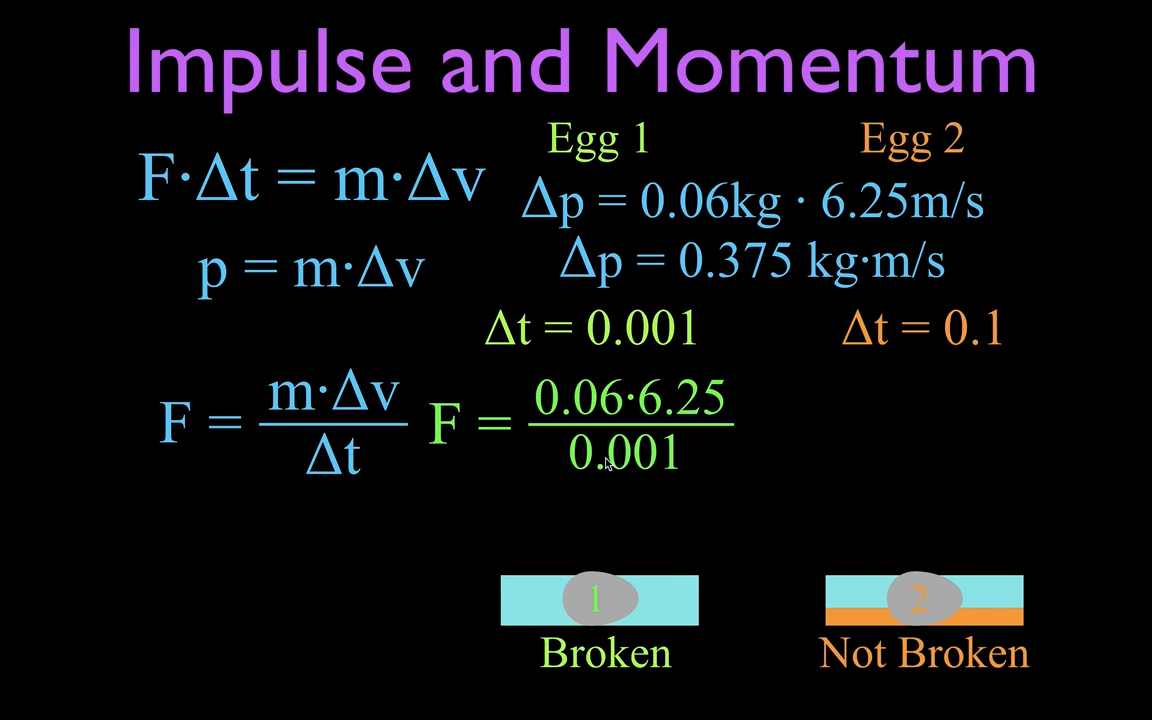 Impulse and Momentum
Egg 1 Egg 2
F·Δt = m·Δv
Δp = 0.06kg · 6.25m/s
p = m·Δv
Δp = 0.375 kg·m/s
Δt = 0.001 Δt = 0.1
F = m·Δv / Δt
F = 0.06·6.25 / 0.001
1 2
Broken Not Broken